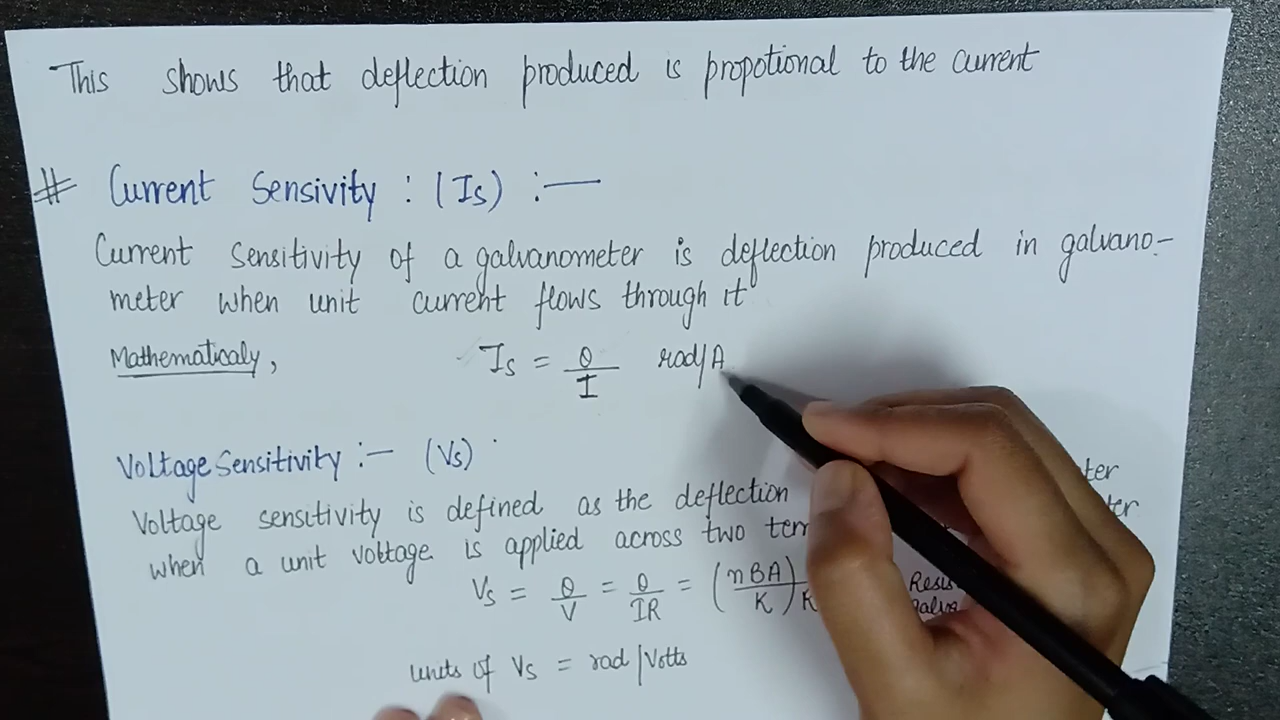 This shows that deflection produced is propotional to the current
# Current Sensivity : (Is) :—
Current sensitivity of a galvanometer is deflection produced in galvano-
meter when unit current flows through it
Mathematicaly, Is = θ/I rad/A
Voltage Sensitivity :- (Vs)
Voltage sensitivity is defined as the deflection
when a unit voltage is applied across two
Vs = θ/V = θ/IR = (nBA/K)
units of Vs = rad/Volts